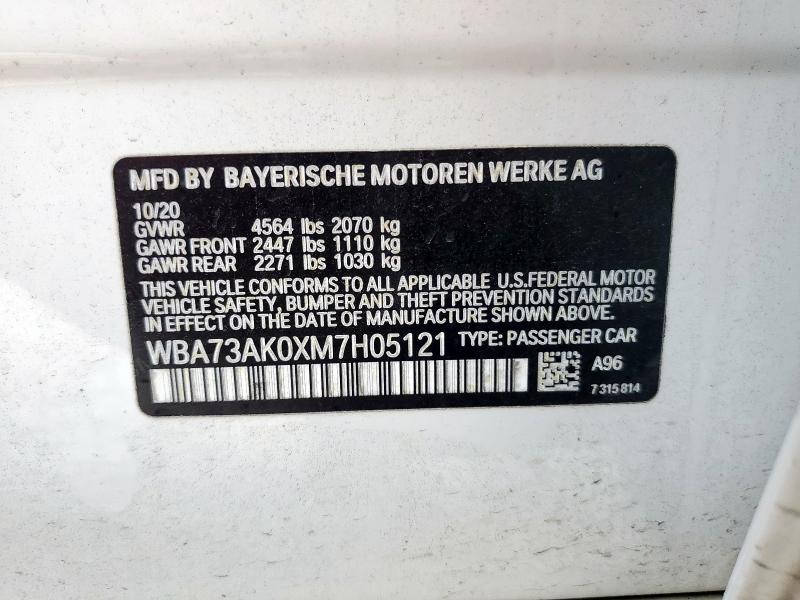 MFD BY BAYERISCHE MOTOREN WERKE AG
10/20
GVWR 4564 lbs 2070 kg
GAWR FRONT 2447 lbs 1110 kg
GAWR REAR 2271 lbs 1030 kg
THIS VEHICLE CONFORMS TO ALL APPLICABLE U.S.FEDERAL MOTOR
VEHICLE SAFETY, BUMPER AND THEFT PREVENTION STANDARDS
IN EFFECT ON THE DATE OF MANUFACTURE SHOWN ABOVE.
WBA73AK0XM7H05121 TYPE: PASSENGER CAR
A96
7 315 814